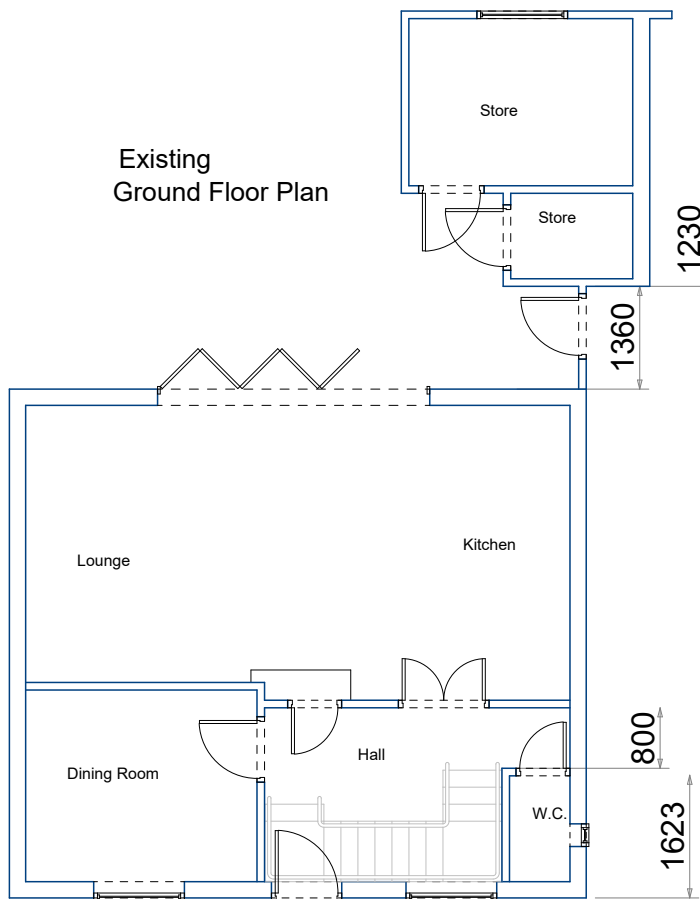 Store
Existing
Ground Floor Plan
Store
1230
1360
Kitchen
Lounge
Hall
800
Dining Room
W.C.
1623